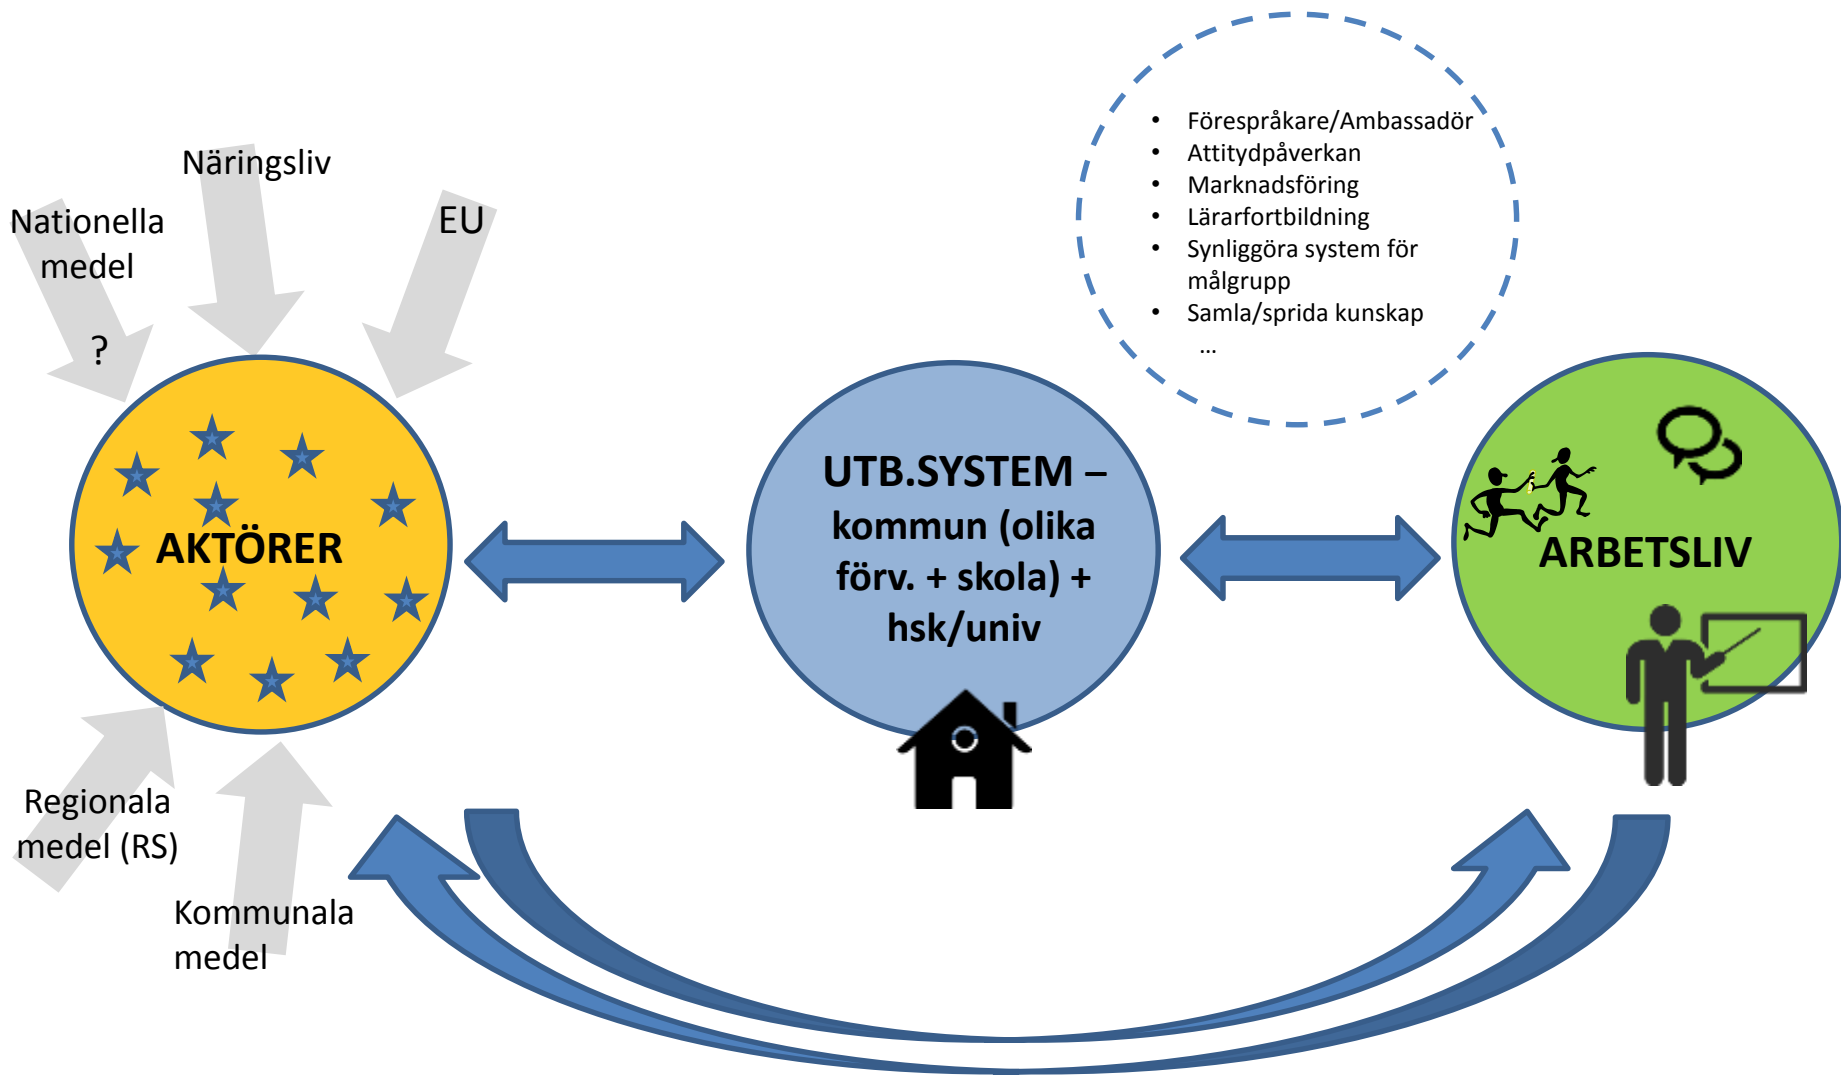 Näringsliv
Nationella
medel
?
EU
• Förespråkare/Ambassadör
• Attitydpåverkan
• Marknadsföring
• Lärarfortbildning
• Synliggöra system för
målgrupp
• Samla/sprida kunskap
...
AKTÖRER
UTB.SYSTEM –
kommun (olika
förv. + skola) +
hsk/univ
ARBETSLIV
Regionala
medel (RS)
Kommunala
medel